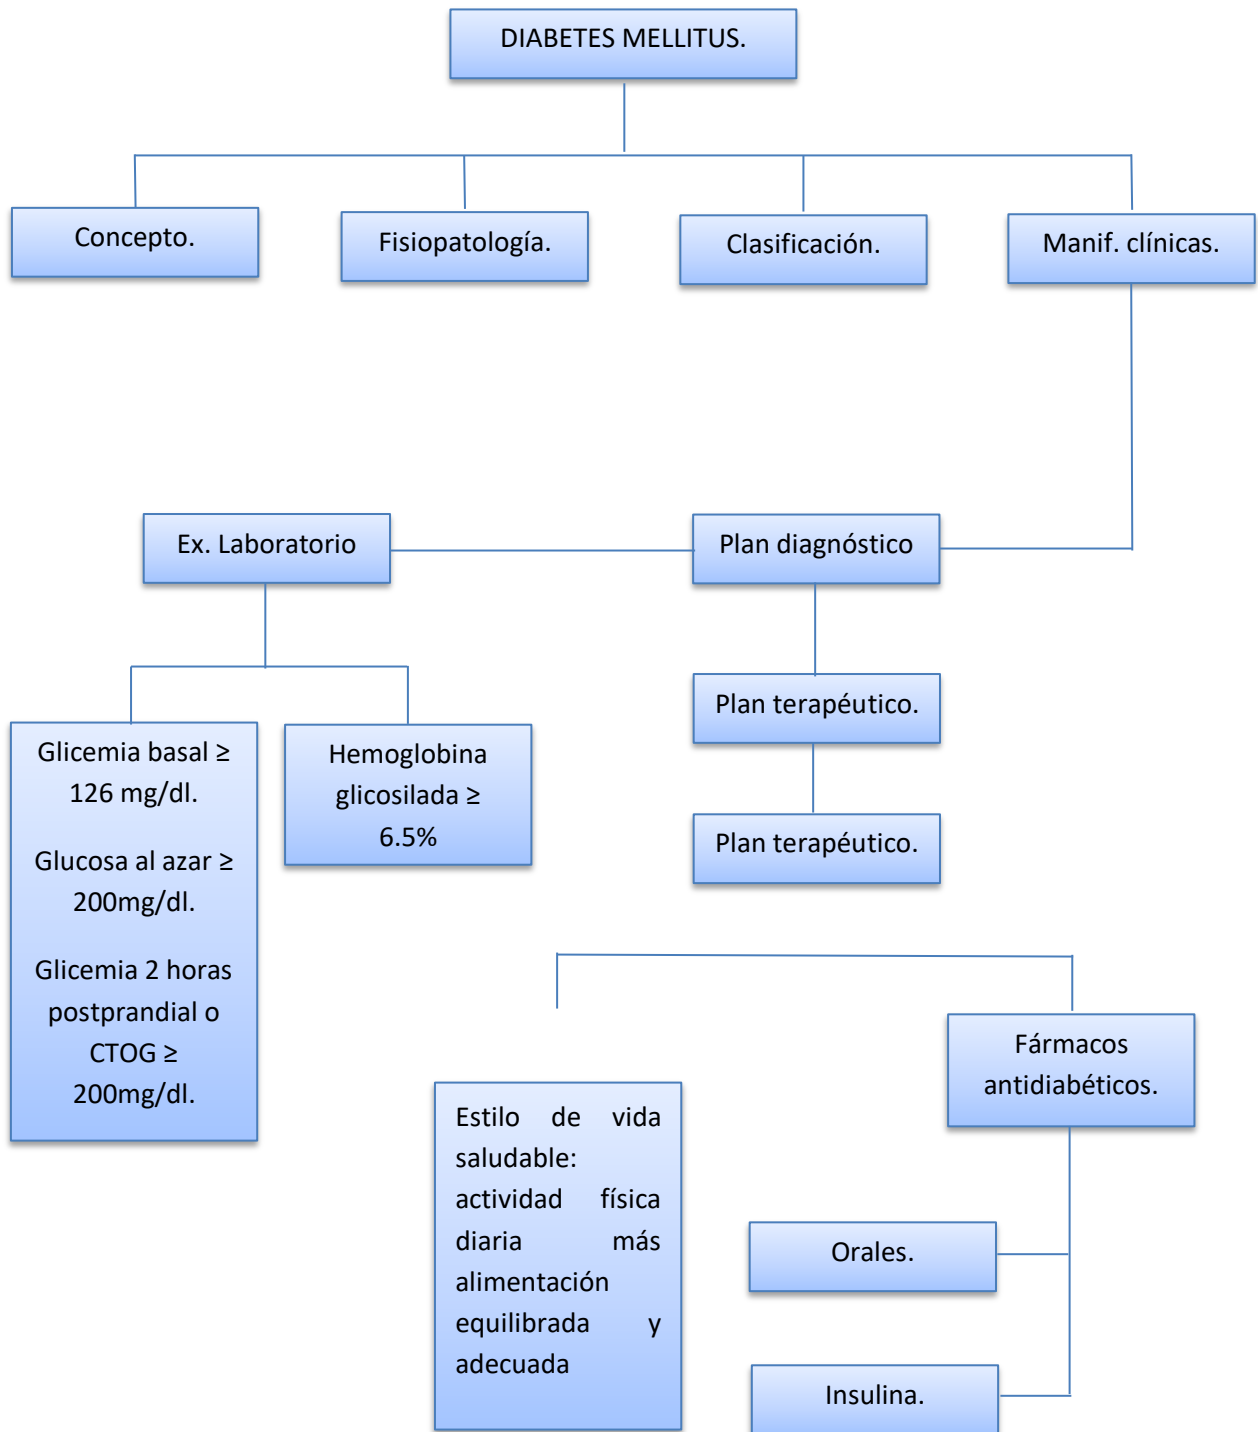 DIABETES MELLITUS.
Concepto.
Fisiopatología.
Clasificación.
Manif. clínicas.
Ex. Laboratorio
Plan diagnóstico
Plan terapéutico.
Glicemia basal ≥
126 mg/dl.
Glucosa al azar ≥
200mg/dl.
Glicemia 2 horas
postprandial o
CTOG ≥
200mg/dl.
Hemoglobina
glicosilada ≥
6.5%
Plan terapéutico.
Estilo de vida
saludable:
actividad física
diaria más
alimentación
equilibrada y
adecuada
Fármacos
antidiabéticos.
Orales.
Insulina.